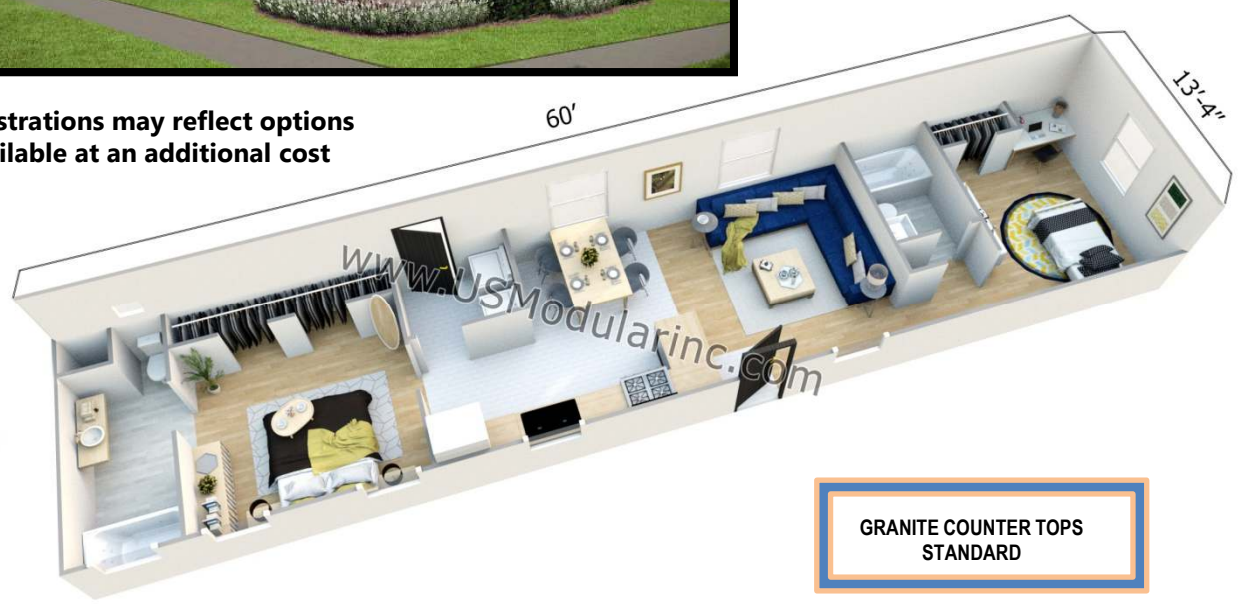 strations may reflect options
ilable at an additional cost
60′
13′-4″
www.USModularinc.com
GRANITE COUNTER TOPS
STANDARD